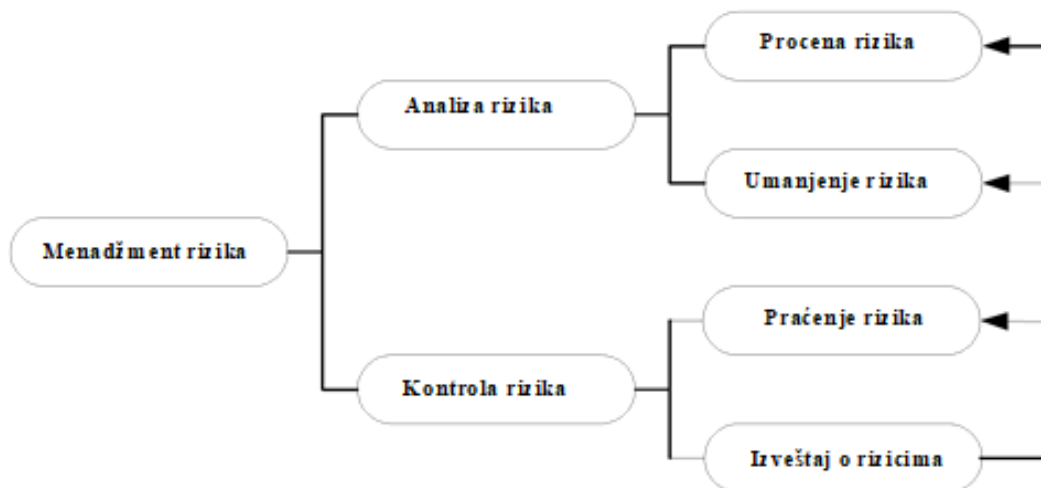 Procena rizika
Analiza rizika
Umanjenje rizika
Menadžment rizika
Praćenje rizika
Kontrola rizika
Izveštaj o rizicima